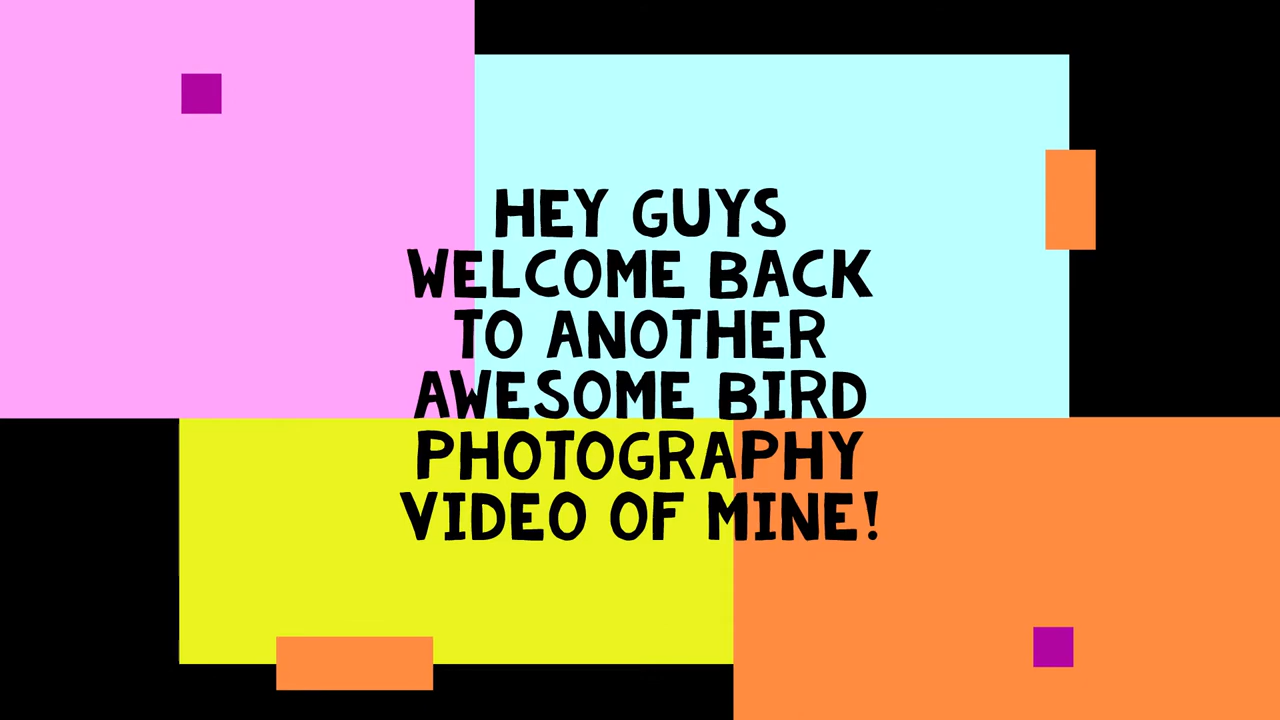 HEY GUYS
WELCOME BACK
TO ANOTHER
AWESOME BIRD
PHOTOGRAPHY
VIDEO OF MINE!